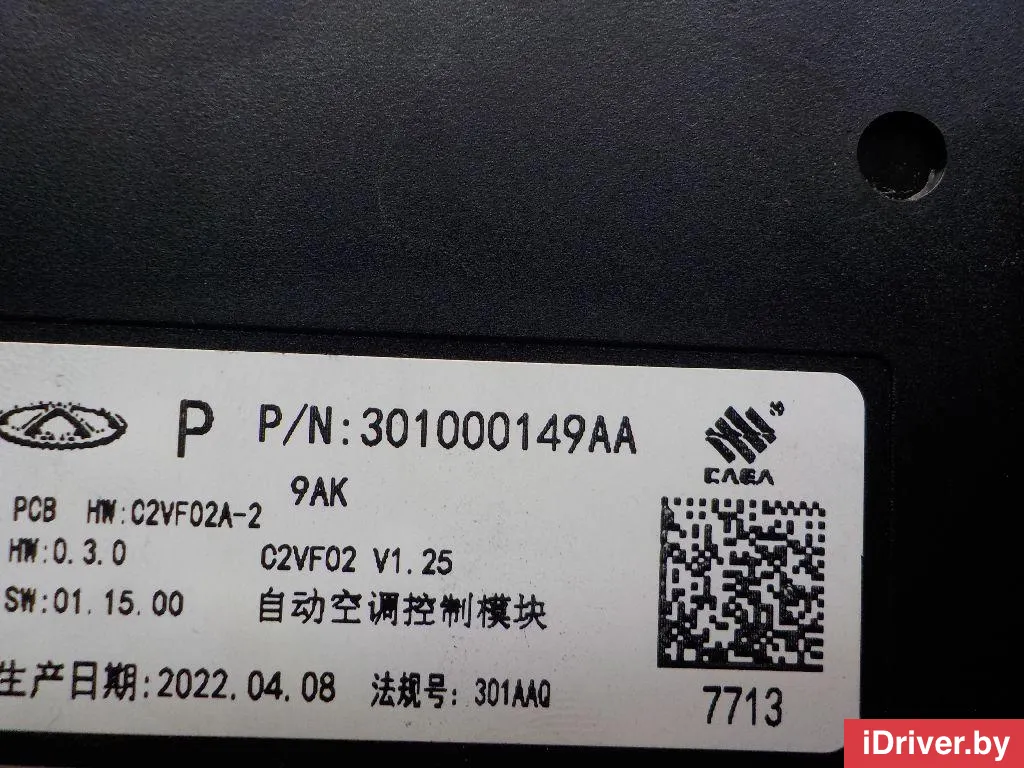 P P/N:301000149AA
9AK
CAEA
PCB HW:C2VF02A-2
HW:0.3.0 C2VF02 V1.25
SW:01.15.00 自动空调控制模块
生产日期:2022.04.08 法规号: 301AAQ
7713
iDriver.by